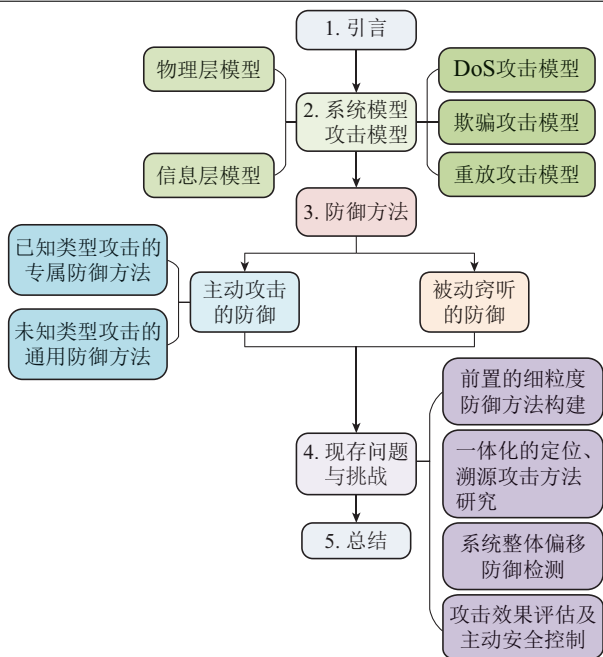 1. 引言
物理层模型
信息层模型
2. 系统模型
攻击模型
DoS攻击模型
欺骗攻击模型
重放攻击模型
3. 防御方法
已知类型攻击的
专属防御方法
未知类型攻击的
通用防御方法
主动攻击
的防御
被动窃听
的防御
4. 现存问题
与挑战
前置的细粒度
防御方法构建
一体化的定位、
溯源攻击方法
研究
系统整体偏移
防御检测
攻击效果评估及
主动安全控制
5. 总结